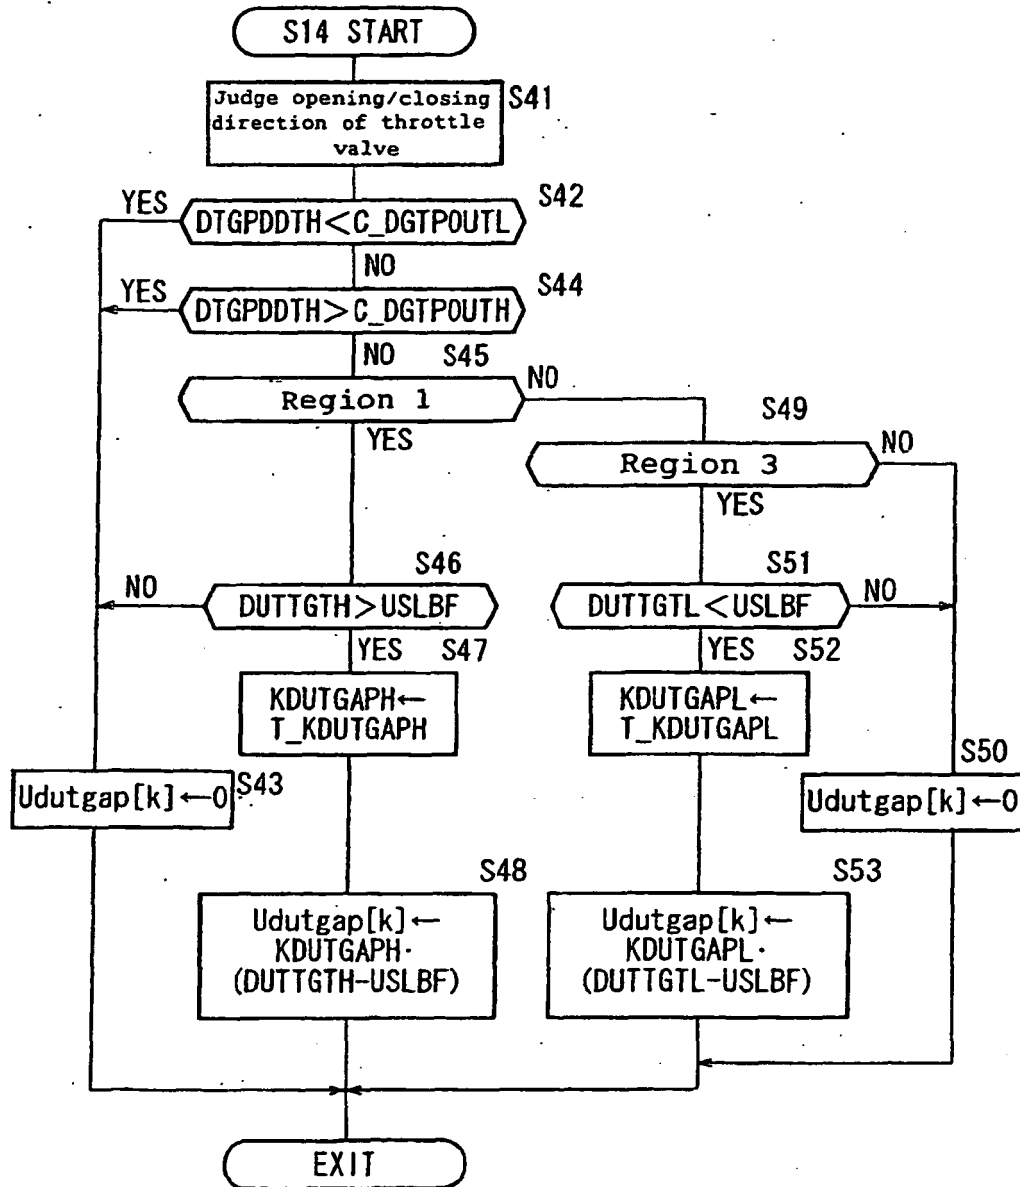 S14 START
Judge opening/closing
direction of throttle
valve
S41
YES
DTGPDDTH<C_DGTPOUTL
S42
NO
YES
DTGPDDTH>C_DGTPOUTH
S44
NO
S45
Region 1
NO
YES
S49
Region 3
NO
YES
S46
NO
DUTTGTH>USLBF
YES
S47
S51
DUTTGTL<USLBF
NO
YES
S52
KDUTGAPH←
T_KDUTGAPH
KDUTGAPL←
T_KDUTGAPL
S43
Udutgap[k]←0
S50
Udutgap[k]←0
S48
Udutgap[k]←
KDUTGAPH·
(DUTTGTH-USLBF)
S53
Udutgap[k]←
KDUTGAPL·
(DUTTGTL-USLBF)
EXIT